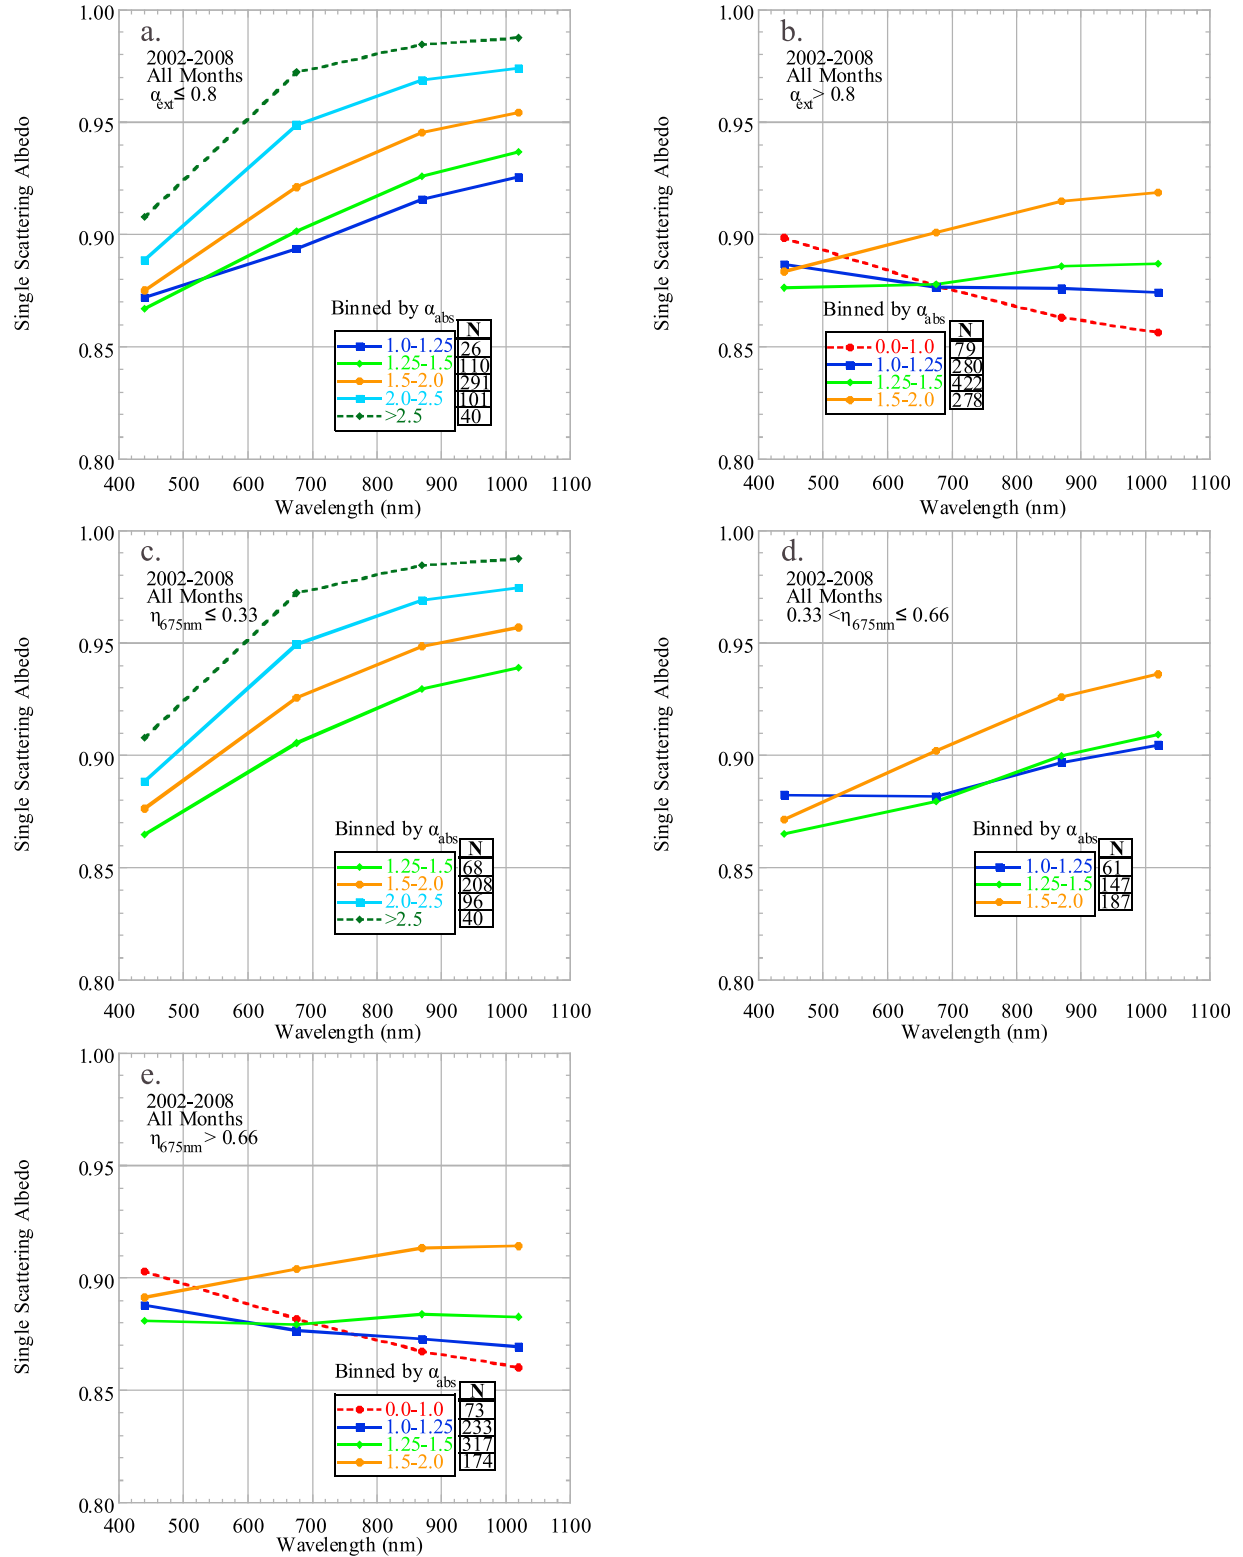 a.
2002-2008
All Months
αext ≤ 0.8
1.00
0.95
0.90
0.85
0.80
Single Scattering Albedo
Binned by αabs
N
1.0-1.25 26
1.25-1.5 110
1.5-2.0 291
2.0-2.5 101
>2.5 40
400 500 600 700 800 900 1000 1100
Wavelength (nm)
b.
2002-2008
All Months
αext > 0.8
1.00
0.95
0.90
0.85
0.80
Single Scattering Albedo
Binned by αabs
N
0.0-1.0 79
1.0-1.25 280
1.25-1.5 422
1.5-2.0 278
400 500 600 700 800 900 1000 1100
Wavelength (nm)
c.
2002-2008
All Months
η675nm ≤ 0.33
1.00
0.95
0.90
0.85
0.80
Single Scattering Albedo
Binned by αabs
N
1.25-1.5 68
1.5-2.0 208
2.0-2.5 96
>2.5 40
400 500 600 700 800 900 1000 1100
Wavelength (nm)
d.
2002-2008
All Months
0.33 <η675nm ≤ 0.66
1.00
0.95
0.90
0.85
0.80
Single Scattering Albedo
Binned by αabs
N
1.0-1.25 61
1.25-1.5 147
1.5-2.0 187
400 500 600 700 800 900 1000 1100
Wavelength (nm)
e.
2002-2008
All Months
η675nm > 0.66
1.00
0.95
0.90
0.85
0.80
Single Scattering Albedo
Binned by αabs
N
0.0-1.0 73
1.0-1.25 233
1.25-1.5 317
1.5-2.0 174
400 500 600 700 800 900 1000 1100
Wavelength (nm)